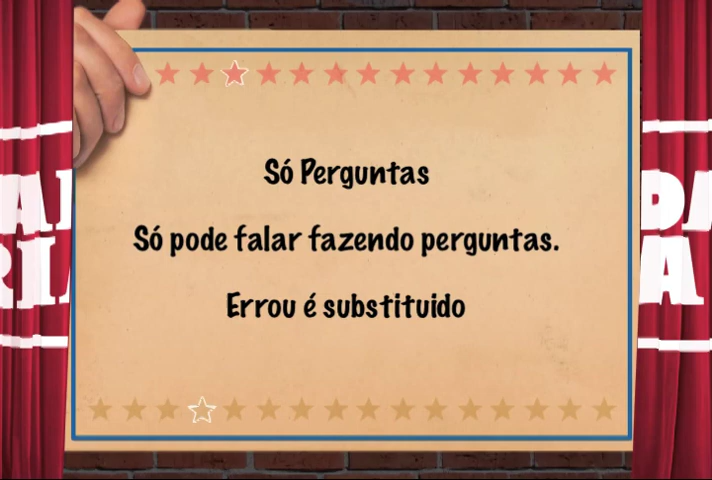 Só Perguntas
Só pode falar fazendo perguntas.
Errou é substituido